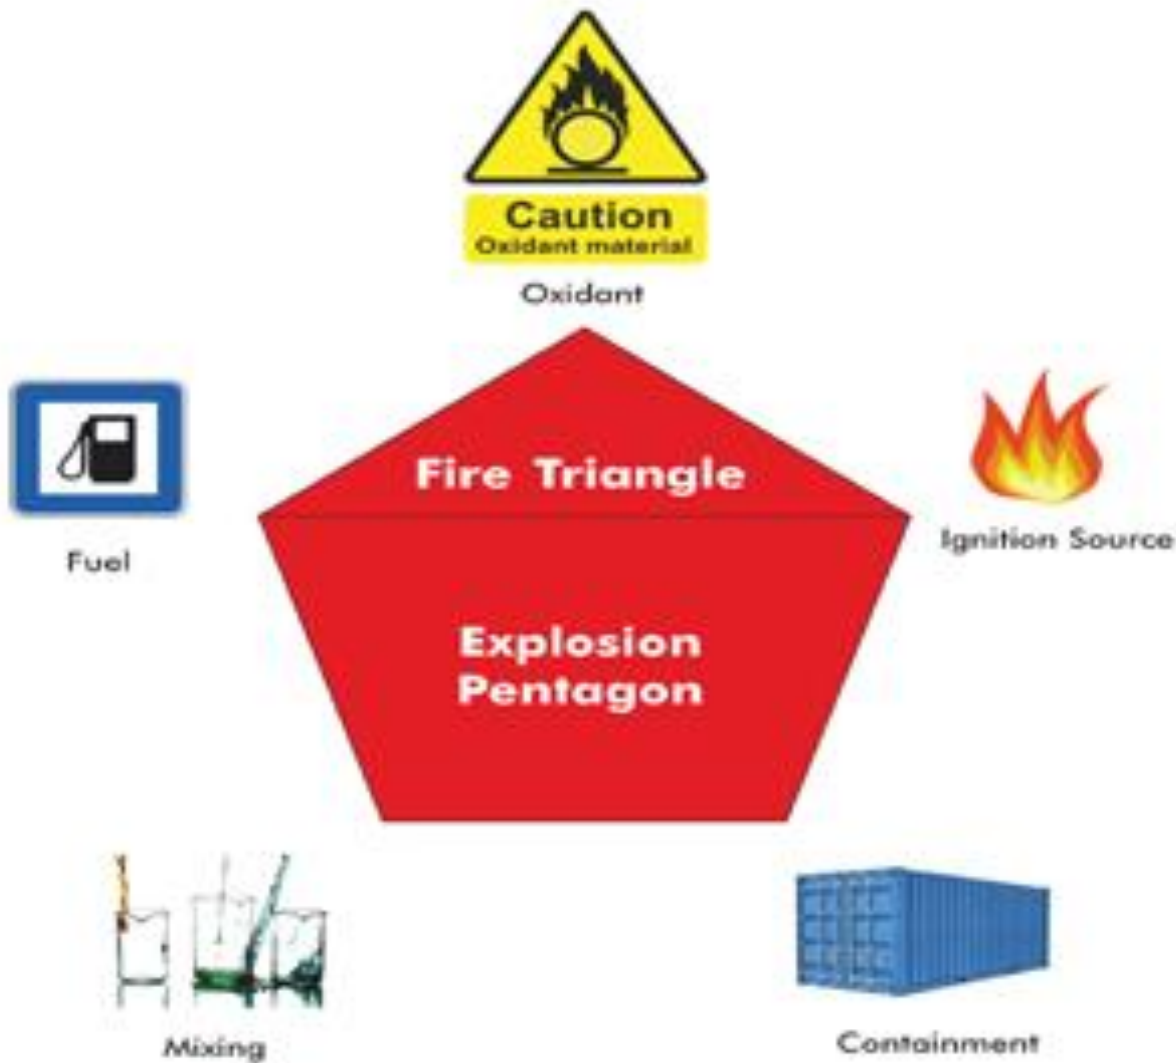 Caution
Oxidant material
Oxidant
Fire Triangle
Fuel
Ignition Source
Explosion
Pentagon
Mixing
Containment